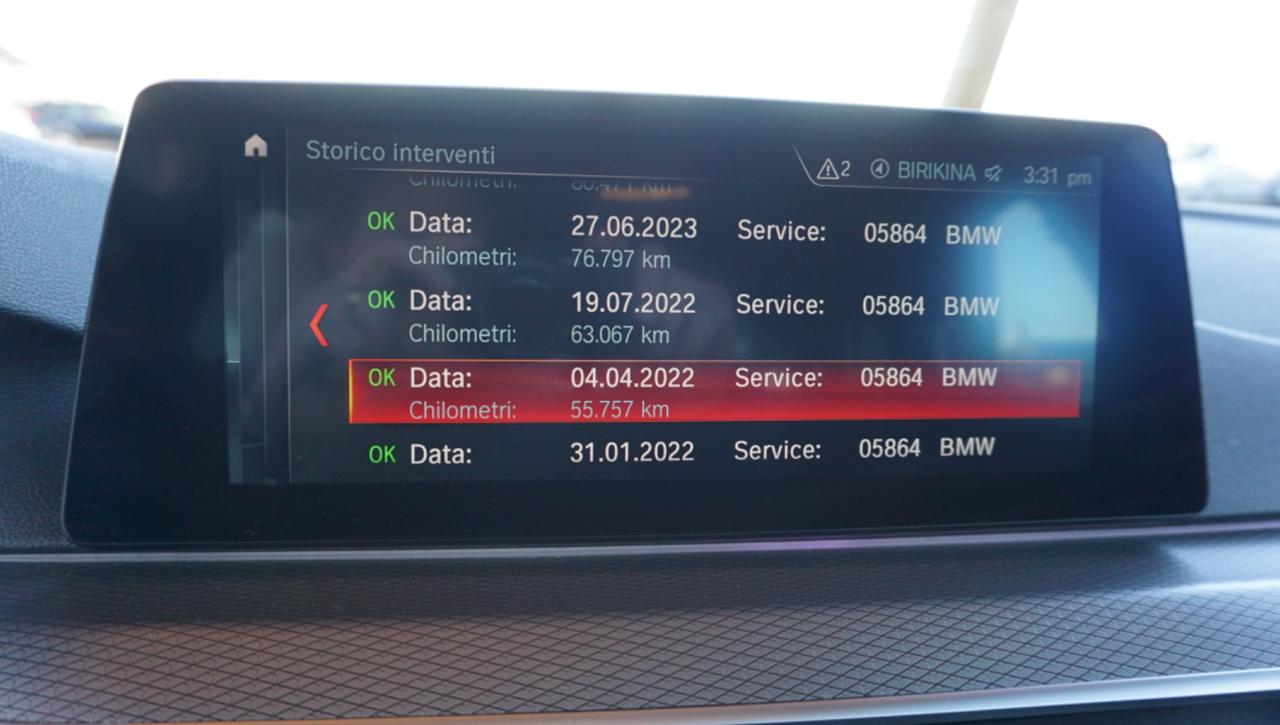 Storico interventi
2 BIRIKINA 3:31 pm
Chilometri: km
OK Data: 27.06.2023 Service: 05864 BMW
Chilometri: 76.797 km
OK Data: 19.07.2022 Service: 05864 BMW
Chilometri: 63.067 km
OK Data: 04.04.2022 Service: 05864 BMW
Chilometri: 55.757 km
OK Data: 31.01.2022 Service: 05864 BMW